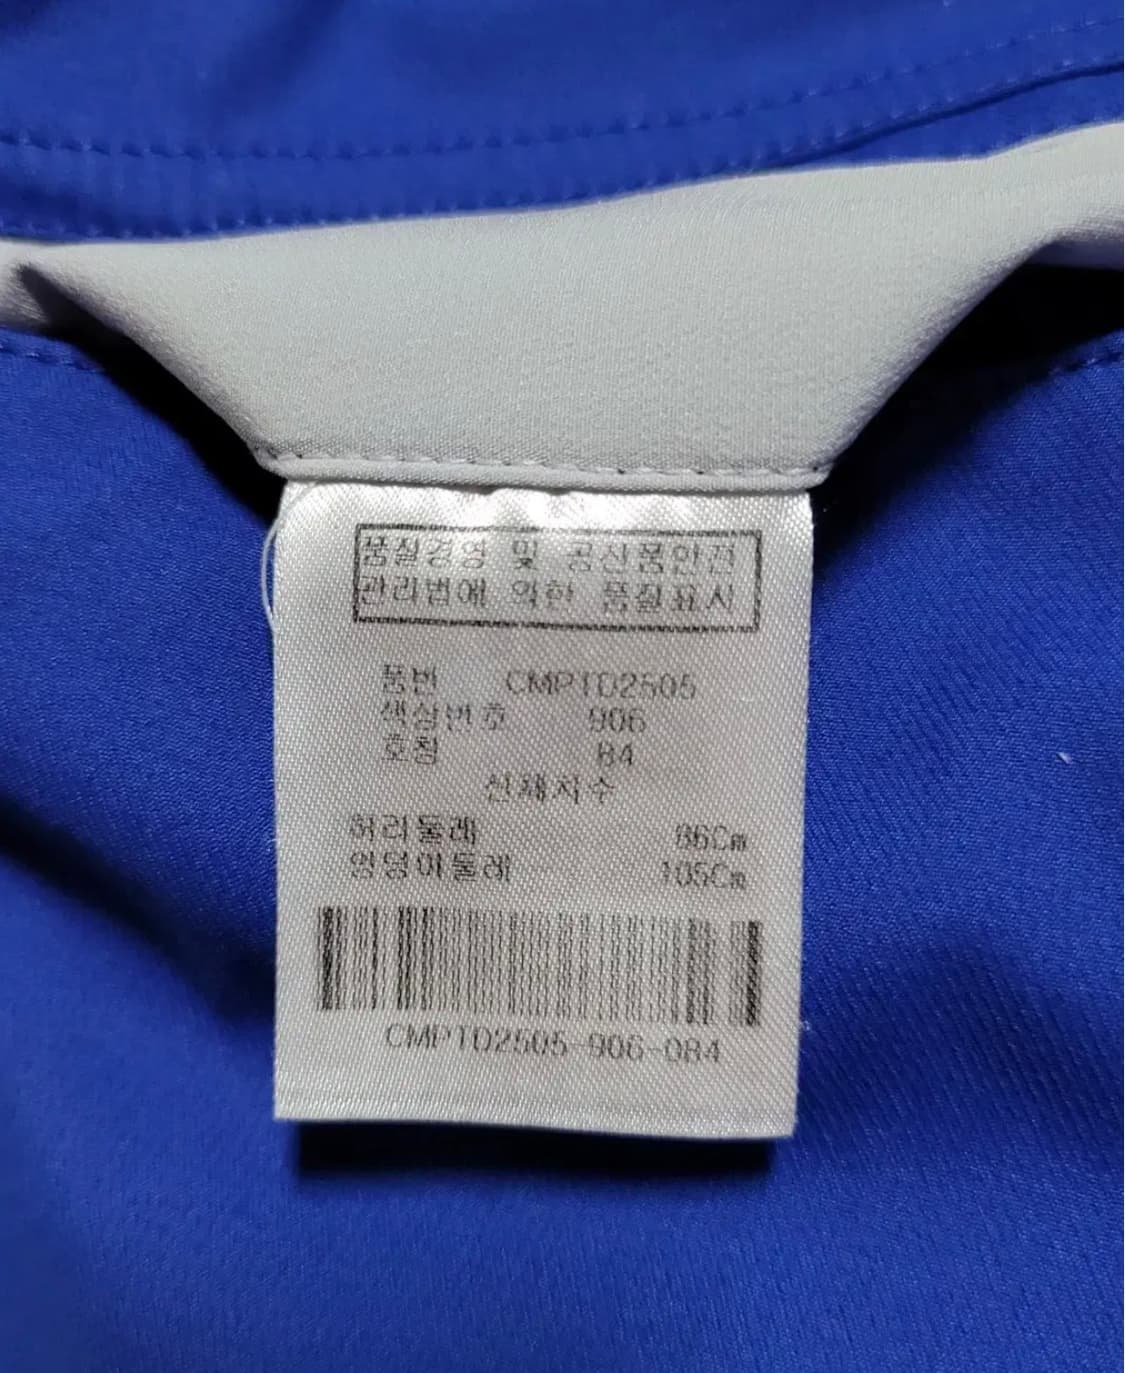 품질경영 및 공산품안전
관리법에 의한 품질표시
품번 CMPTD2505
색상번호 906
호칭 84
신체치수
허리둘레 86Cm
엉덩이둘레 105Cm
CMPTD2505-906-084